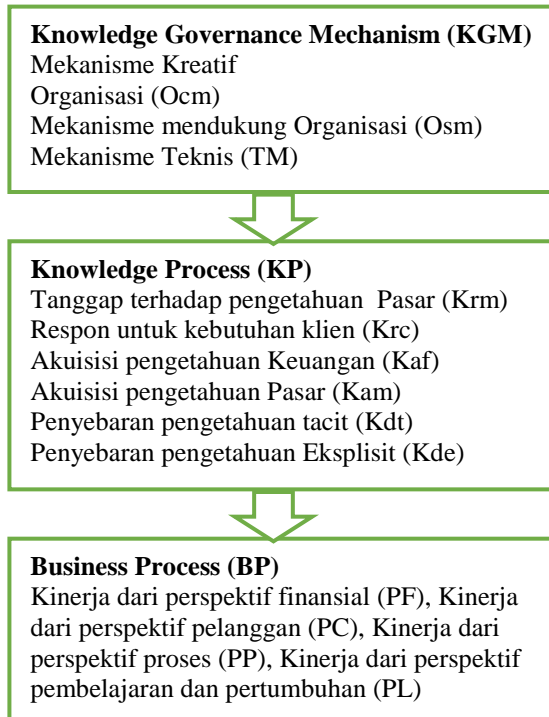 Knowledge Governance Mechanism (KGM)
Mekanisme Kreatif
Organisasi (Ocm)
Mekanisme mendukung Organisasi (Osm)
Mekanisme Teknis (TM)
Knowledge Process (KP)
Tanggap terhadap pengetahuan Pasar (Krm)
Respon untuk kebutuhan klien (Krc)
Akuisisi pengetahuan Keuangan (Kaf)
Akuisisi pengetahuan Pasar (Kam)
Penyebaran pengetahuan tacit (Kdt)
Penyebaran pengetahuan Eksplisit (Kde)
Business Process (BP)
Kinerja dari perspektif finansial (PF), Kinerja
dari perspektif pelanggan (PC), Kinerja dari
perspektif proses (PP), Kinerja dari perspektif
pembelajaran dan pertumbuhan (PL)